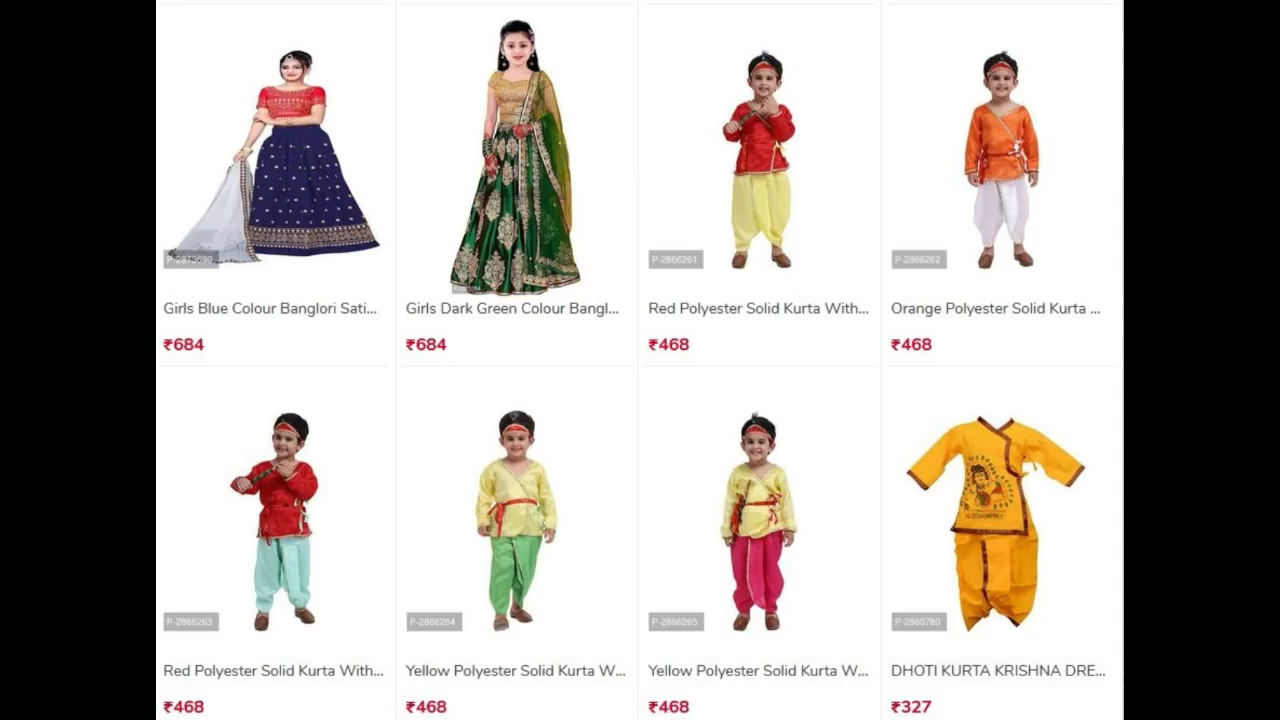 P-2973690
P-2866261
P-2866262
Girls Blue Colour Banglori Sati...
Girls Dark Green Colour Bangl...
Red Polyester Solid Kurta With...
Orange Polyester Solid Kurta ...
₹684
₹684
₹468
₹468
P-2866263
P-2866264
P-2866265
P-2860780
Red Polyester Solid Kurta With...
Yellow Polyester Solid Kurta W...
Yellow Polyester Solid Kurta W...
DHOTI KURTA KRISHNA DRE...
₹468
₹468
₹468
₹327